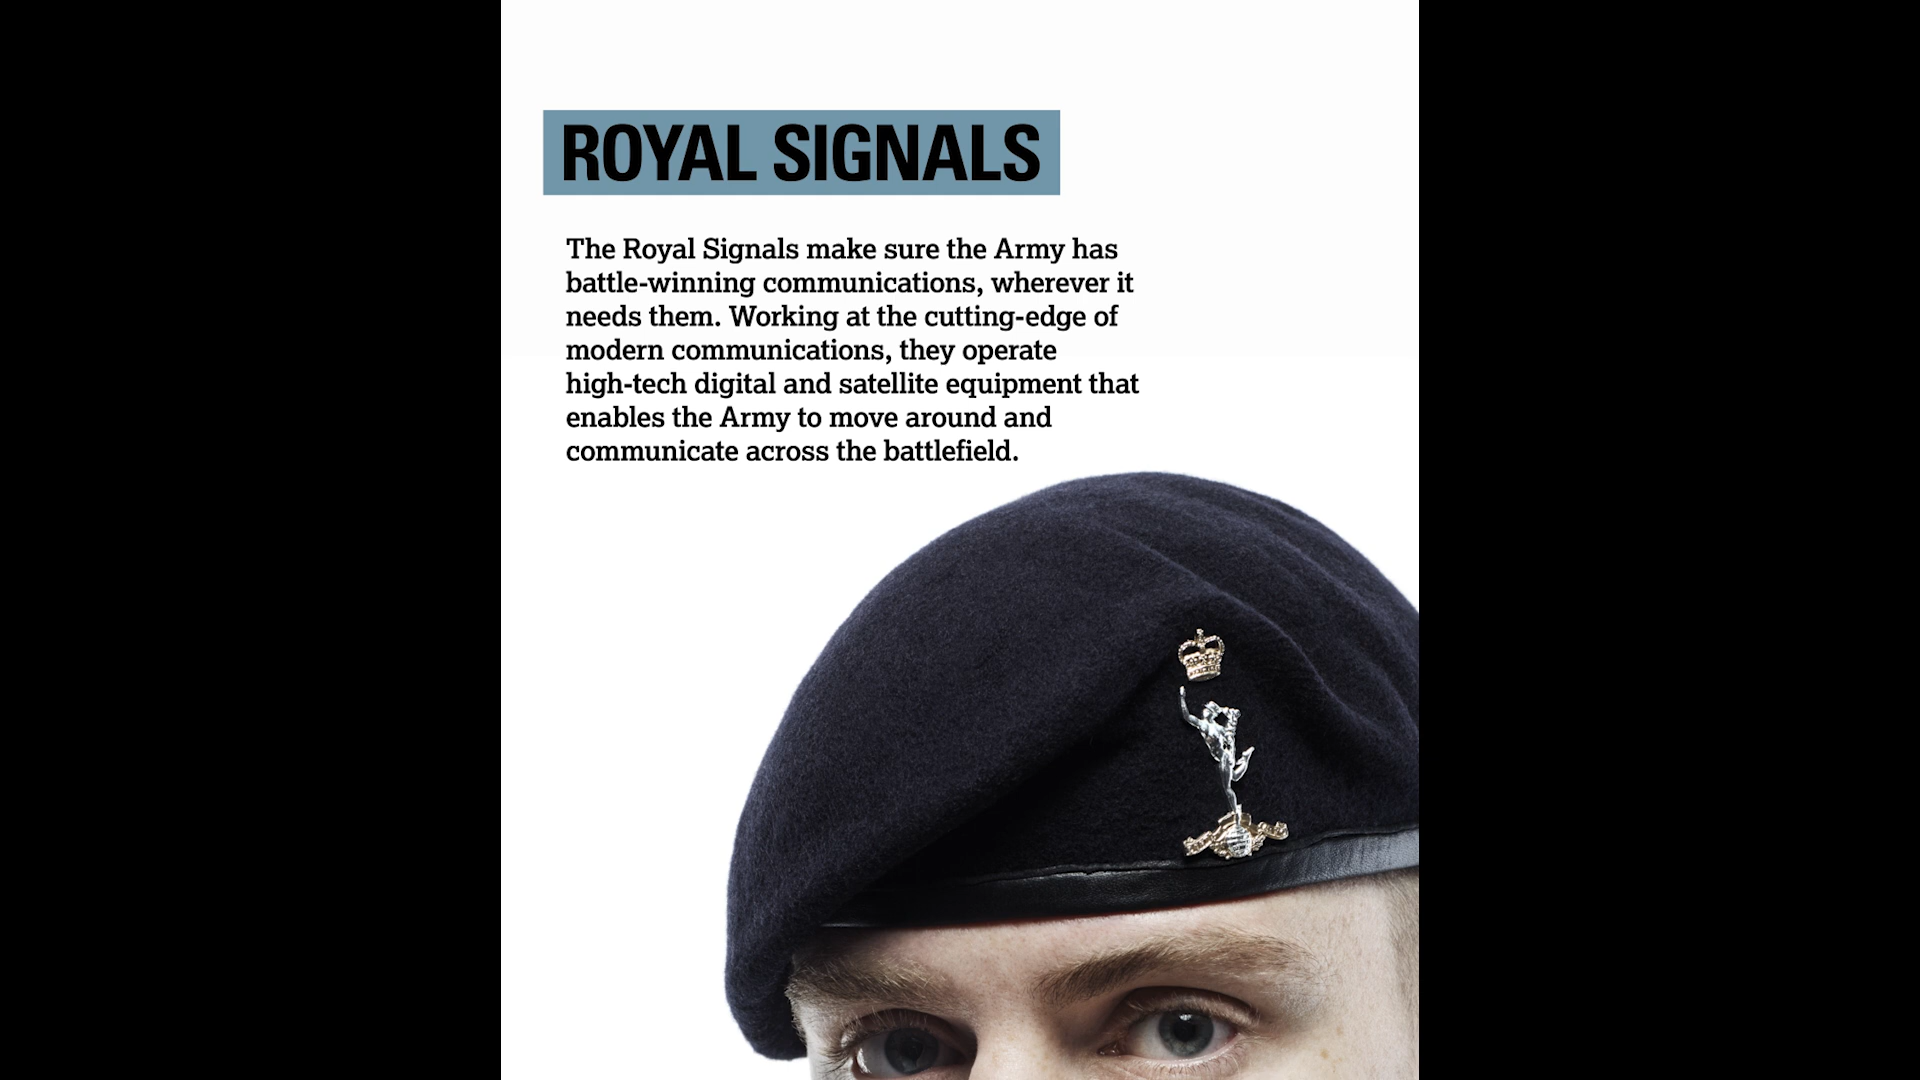 ROYAL SIGNALS
The Royal Signals make sure the Army has
battle-winning communications, wherever it
needs them. Working at the cutting-edge of
modern communications, they operate
high-tech digital and satellite equipment that
enables the Army to move around and
communicate across the battlefield.